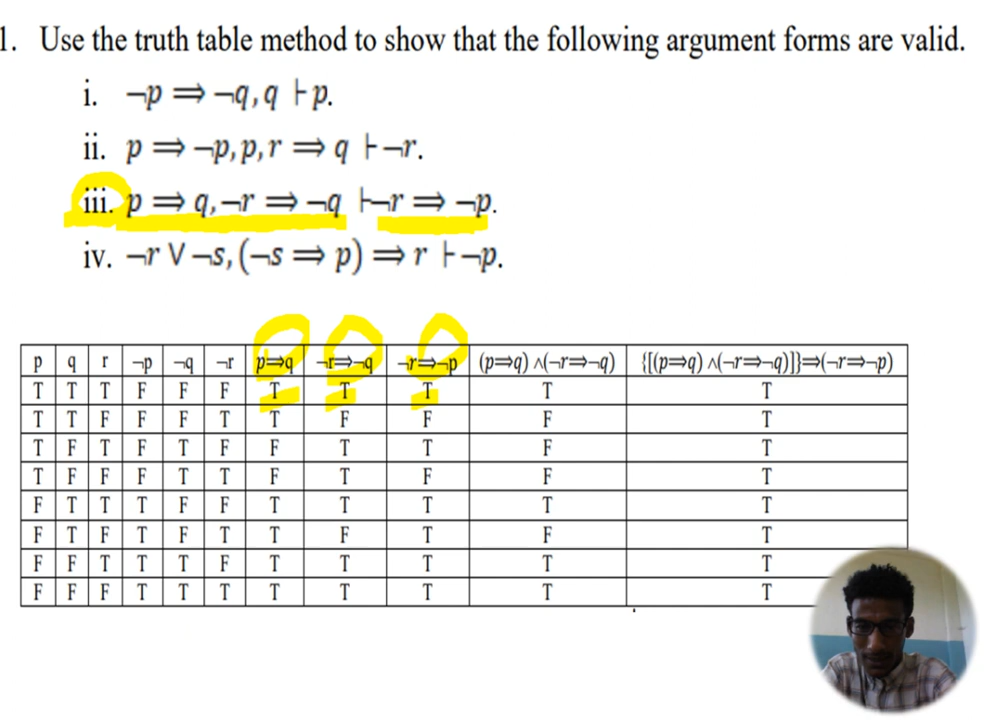 1. Use the truth table method to show that the following argument forms are valid.
i. ¬p ⟹ ¬q, q ⊢ p.
ii. p ⟹ ¬p, p, r ⟹ q ⊢ ¬r.
iii. p ⟹ q, ¬r ⟹ ¬q ⊢ ¬r ⟹ ¬p.
iv. ¬r ∨ ¬s, (¬s ⟹ p) ⟹ r ⊢ ¬p.
p q r ¬p ¬q ¬r p⟹q ¬r⟹¬q ¬r⟹¬p (p⟹q) ∧(¬r⟹¬q) {[(p⟹q) ∧(¬r⟹¬q)]}⟹(¬r⟹¬p)
T T T F F F T T T T T
T T F F F T T F F F T
T F T F T F F T T F T
T F F F T T F T F F T
F T T T F F T T T T T
F T F T F T T F T F T
F F T T T F T T T T T
F F F T T T T T T T T